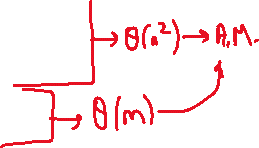 → θ(n²) → A.M.
→ θ(m)